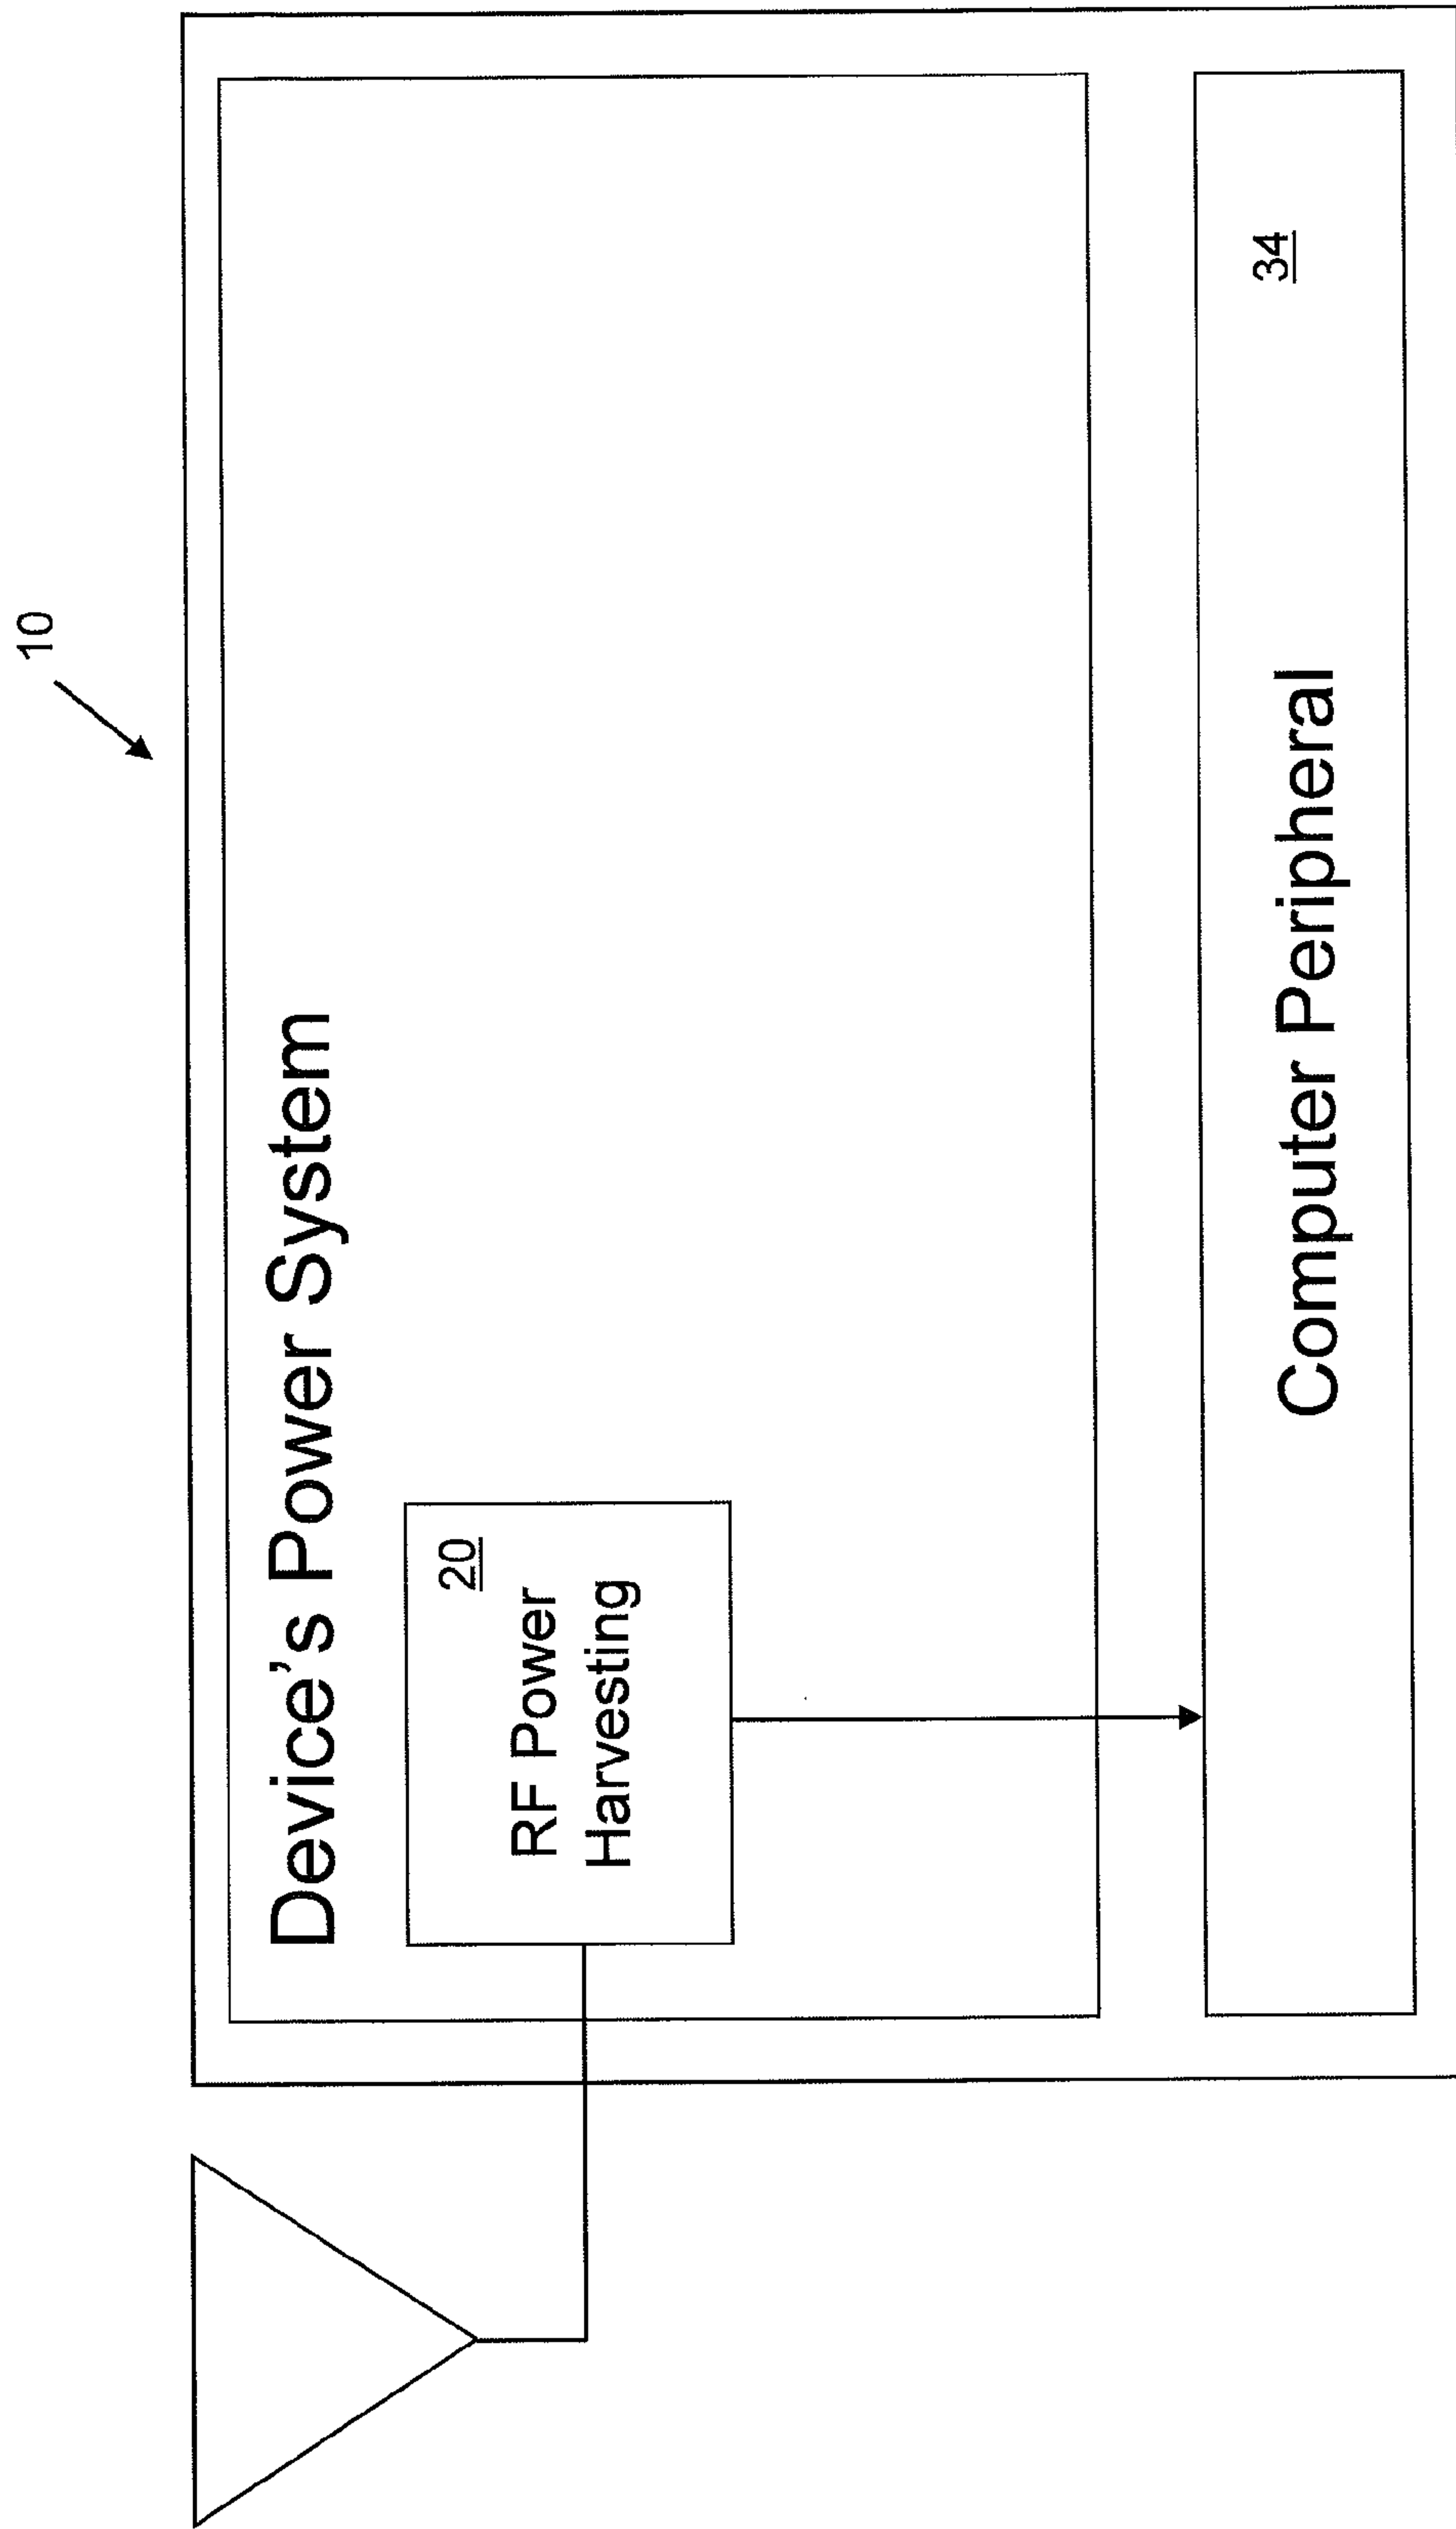 10
Device's Power System
20
RF Power
Harvesting
Computer Peripheral
34